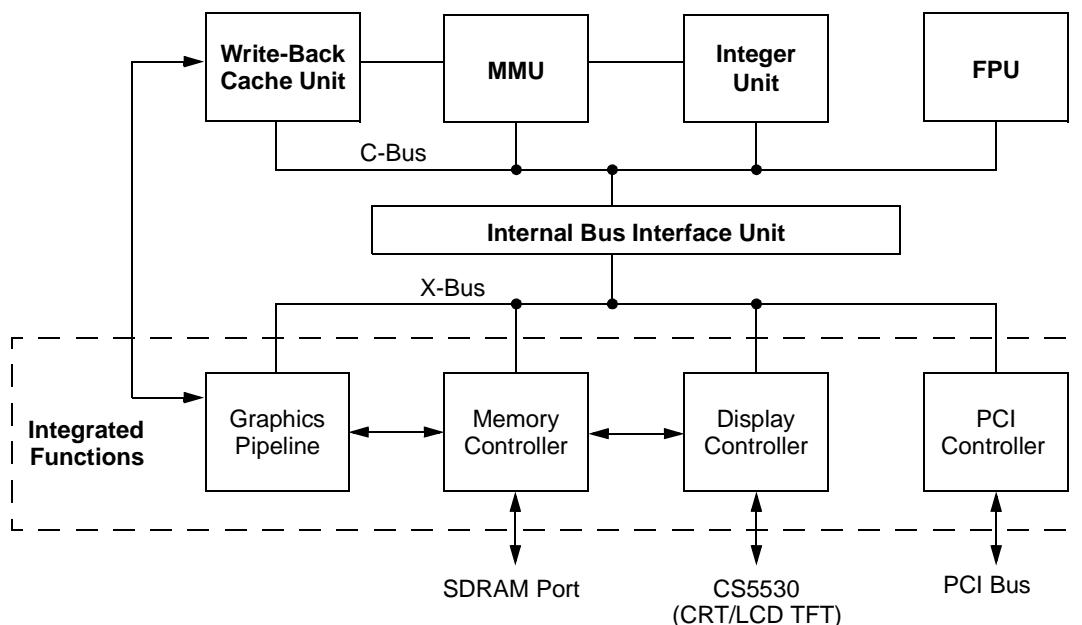 Write-Back
Cache Unit
MMU
Integer
Unit
FPU
C-Bus
Internal Bus Interface Unit
X-Bus
Integrated
Functions
Graphics
Pipeline
Memory
Controller
Display
Controller
PCI
Controller
SDRAM Port
CS5530
(CRT/LCD TFT)
PCI Bus